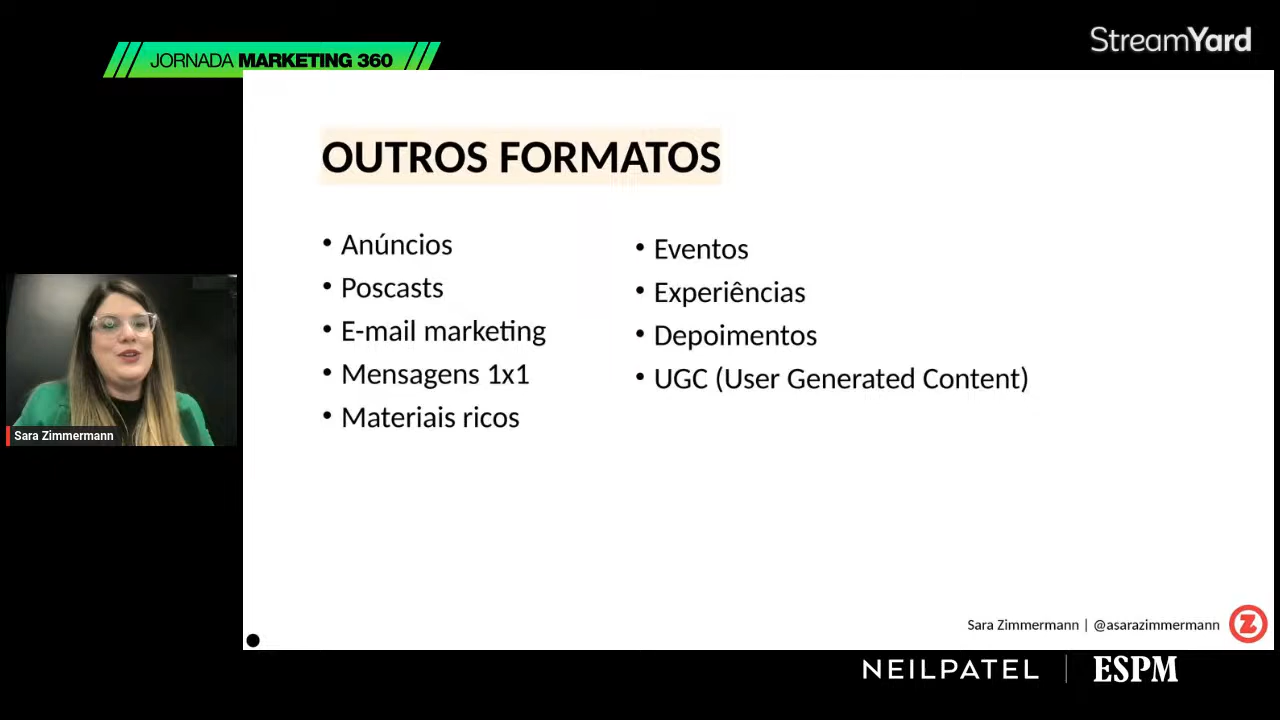 JORNADA MARKETING 360
StreamYard
OUTROS FORMATOS
• Anúncios
• Poscasts
• E-mail marketing
• Mensagens 1x1
• Materiais ricos
• Eventos
• Experiências
• Depoimentos
• UGC (User Generated Content)
Sara Zimmermann
Sara Zimmermann | @asarazimmermann
Z
NEILPATEL | ESPM